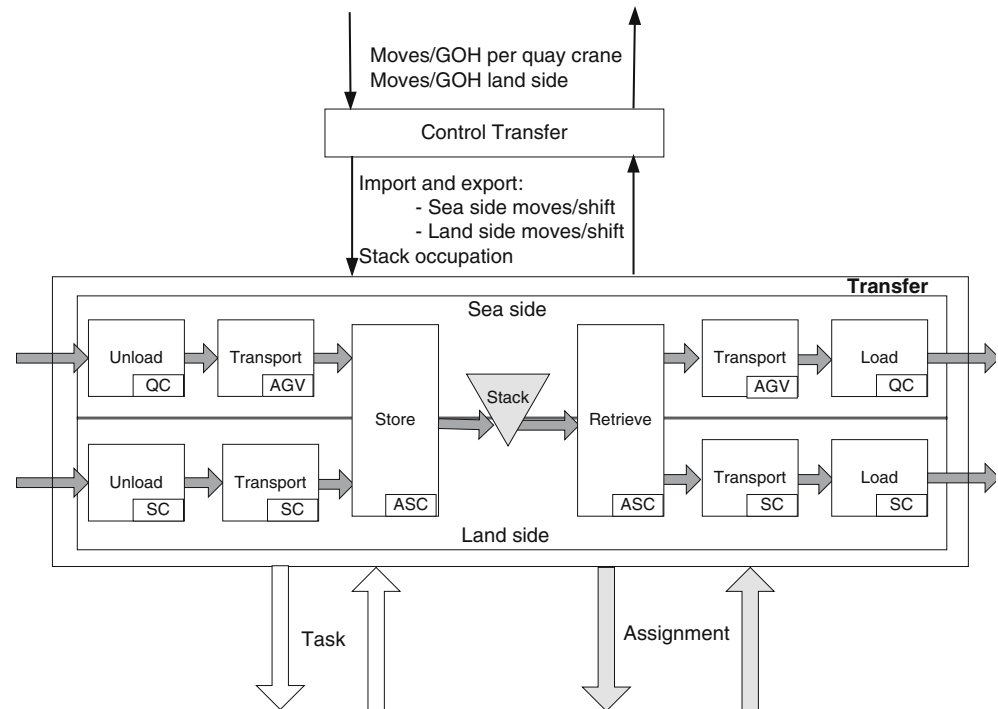 Moves/GOH per quay crane
Moves/GOH land side
Control Transfer
Import and export:
- Sea side moves/shift
- Land side moves/shift
Stack occupation
Transfer
Sea side
Unload
QC
Transport
AGV
Store
ASC
Stack
Retrieve
ASC
Transport
AGV
Load
QC
Unload
SC
Transport
SC
Transport
SC
Load
SC
Land side
Task
Assignment